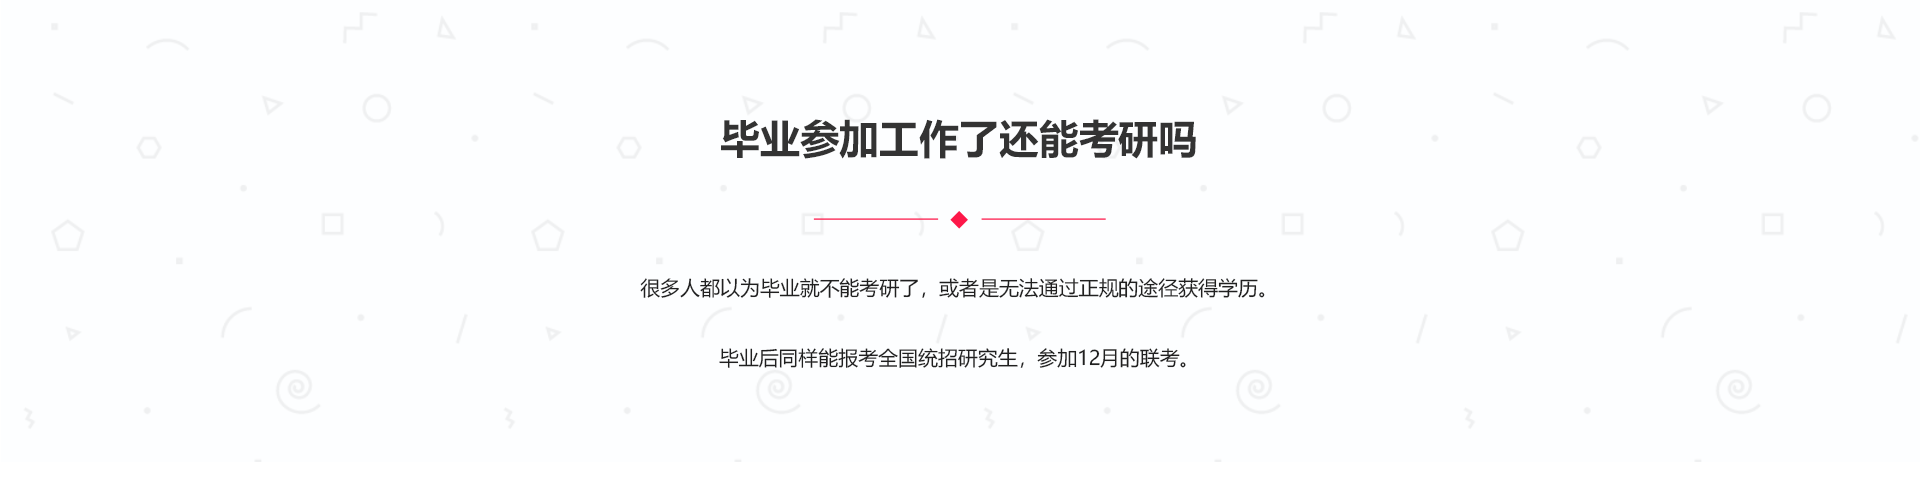 毕业参加工作了还能考研吗
很多人都以为毕业就不能考研了，或者是无法通过正规的途径获得学历。
毕业后同样能报考全国统招研究生，参加12月的联考。